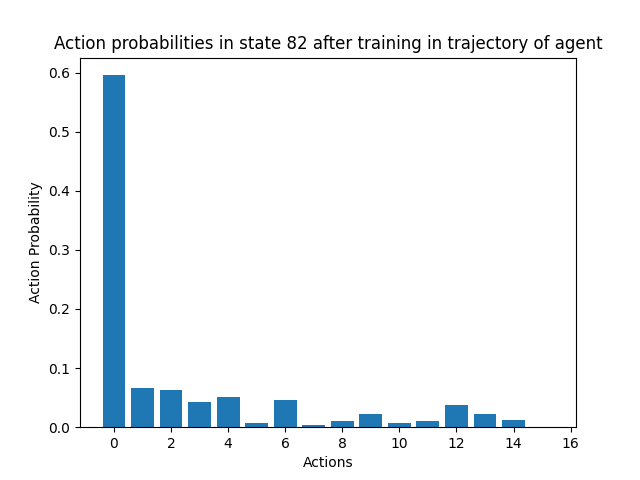 Action probabilities in state 82 after training in trajectory of agent
0.6
0.5
0.4
0.3
0.2
0.1
0.0
Action Probability
0 2 4 6 8 10 12 14 16
Actions